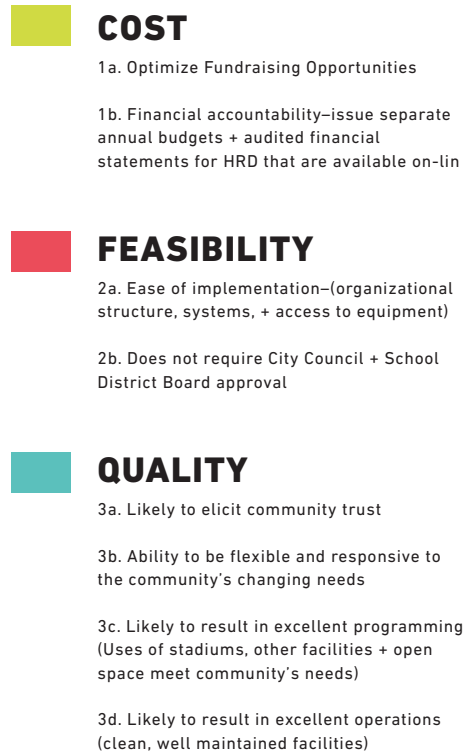 COST
1a. Optimize Fundraising Opportunities
1b. Financial accountability–issue separate
annual budgets + audited financial
statements for HRD that are available on-lin
FEASIBILITY
2a. Ease of implementation–(organizational
structure, systems, + access to equipment)
2b. Does not require City Council + School
District Board approval
QUALITY
3a. Likely to elicit community trust
3b. Ability to be flexible and responsive to
the community's changing needs
3c. Likely to result in excellent programming
(Uses of stadiums, other facilities + open
space meet community's needs)
3d. Likely to result in excellent operations
(clean, well maintained facilities)